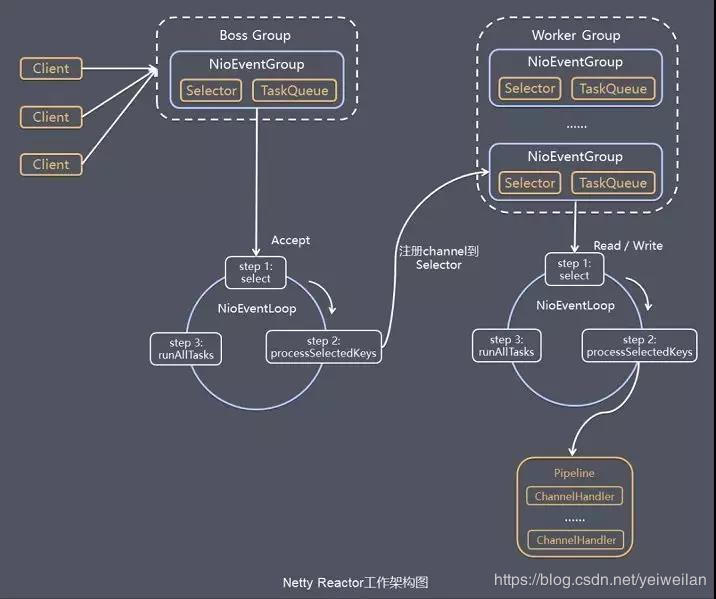 Boss Group
NioEventGroup
Selector
TaskQueue
Client
Client
Client
Worker Group
NioEventGroup
Selector
TaskQueue
......
NioEventGroup
Selector
TaskQueue
Accept
step 1:
select
NioEventLoop
step 2:
processSelectedKeys
step 3:
runAllTasks
注册channel到
Selector
Read / Write
step 1:
select
NioEventLoop
step 2:
processSelectedKeys
step 3:
runAllTasks
Pipeline
ChannelHandler
......
ChannelHandler
Netty Reactor工作架构图
https://blog.csdn.net/yeiweilan